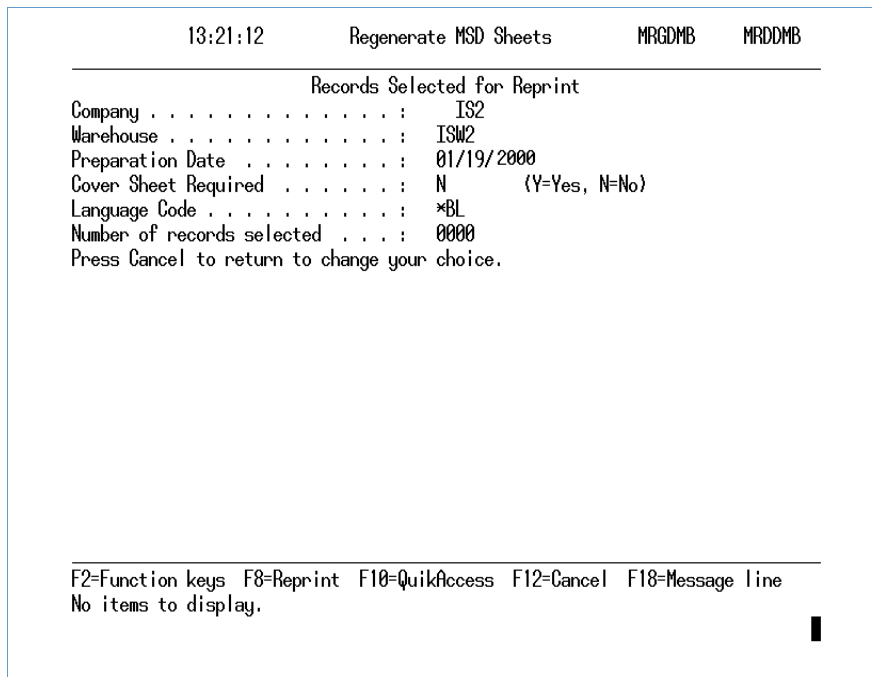 13:21:12 Regenerate MSD Sheets MRGDMB MRDDMB
Records Selected for Reprint
Company . . . . . . . . . . . . . : IS2
Warehouse . . . . . . . . . . . . : ISW2
Preparation Date . . . . . . . . : 01/19/2000
Cover Sheet Required . . . . . . : N (Y=Yes, N=No)
Language Code . . . . . . . . . . : *BL
Number of records selected . . . : 0000
Press Cancel to return to change your choice.
F2=Function keys F8=Reprint F10=QuikAccess F12=Cancel F18=Message line
No items to display.